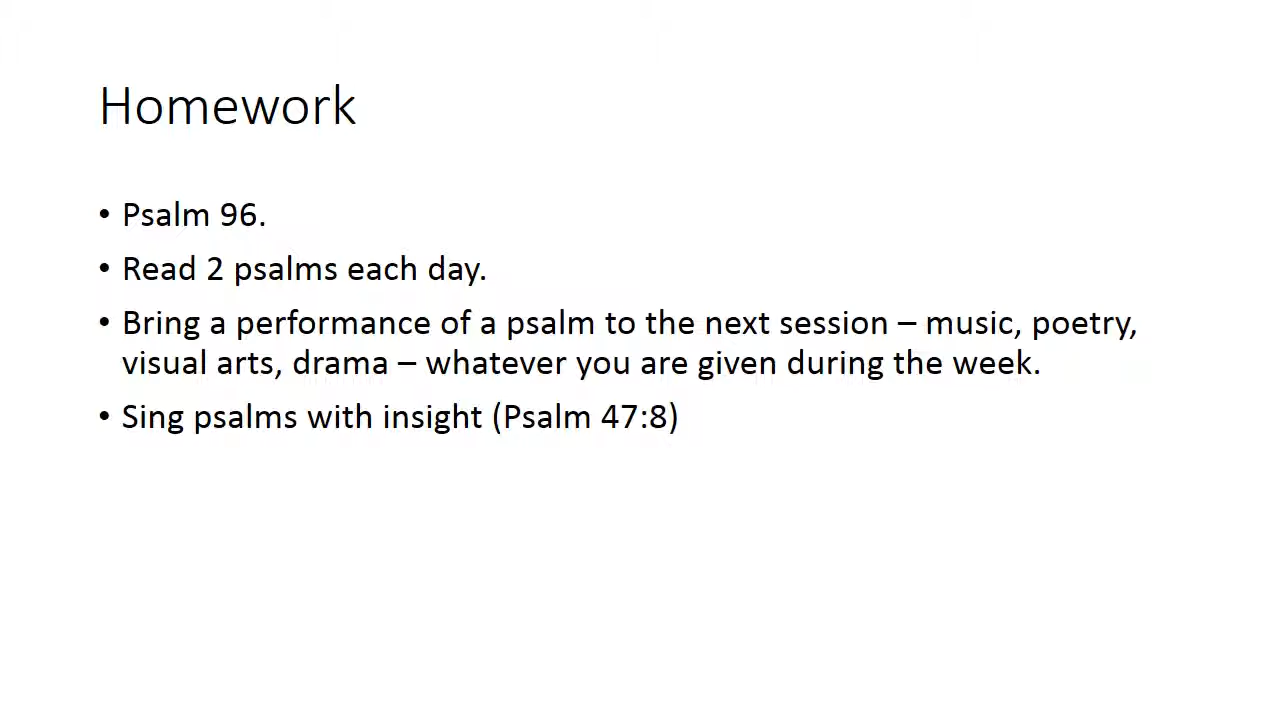 Homework
• Psalm 96.
• Read 2 psalms each day.
• Bring a performance of a psalm to the next session – music, poetry,
visual arts, drama – whatever you are given during the week.
• Sing psalms with insight (Psalm 47:8)